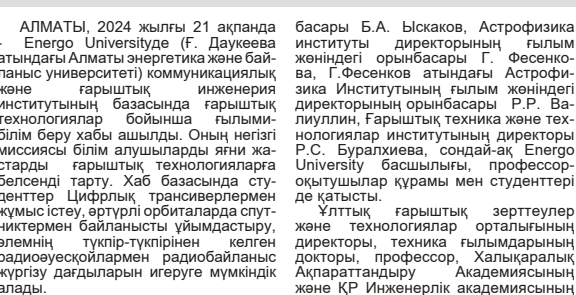 АЛМАТЫ, 2024 жылғы 21 ақпанда
- Energo Universityде (Ғ. Даукеева
атындағы Алматы энергетика және бай-
ланыс университеті) коммуникациялық
және ғарыштық инженерия
институтының базасында ғарыштық
технологиялар бойынша ғылыми-
білім беру хабы ашылды. Оның негізгі
миссиясы білім алушыларды яғни жа-
старды ғарыштық технологияларға
белсенді тарту. Хаб базасында сту-
денттер Цифрлық трансиверлермен
жұмыс істеу, әртүрлі орбиталарда спут-
никтермен байланысты ұйымдастыру,
әлемнің түкпір-түкпірінен келген
радиоәуесқойлармен радиобайланыс
жүргізу дағдыларын игеруге мүмкіндік
алады.
басары Б.А. Ыскаков, Астрофизика
институты директорының ғылым
жөніндегі орынбасары Г. Фесенко-
ва, Г.Фесенков атындағы Астрофи-
зика Институтының ғылым жөніндегі
директорының орынбасары Р.Р. Ва-
лиуллин, Ғарыштық техника және тех-
нологиялар институтының директоры
Р.С. Буралхиева, сондай-ақ Energo
University басшылығы, профессор-
оқытушылар құрамы мен студенттері
де қатысты.
Ұлттық ғарыштық зерттеулер
және технологиялар орталығының
директоры, техника ғылымдарының
докторы, профессор, Халықаралық
Ақпараттандыру Академиясының
және ҚР Инженерлік академиясының